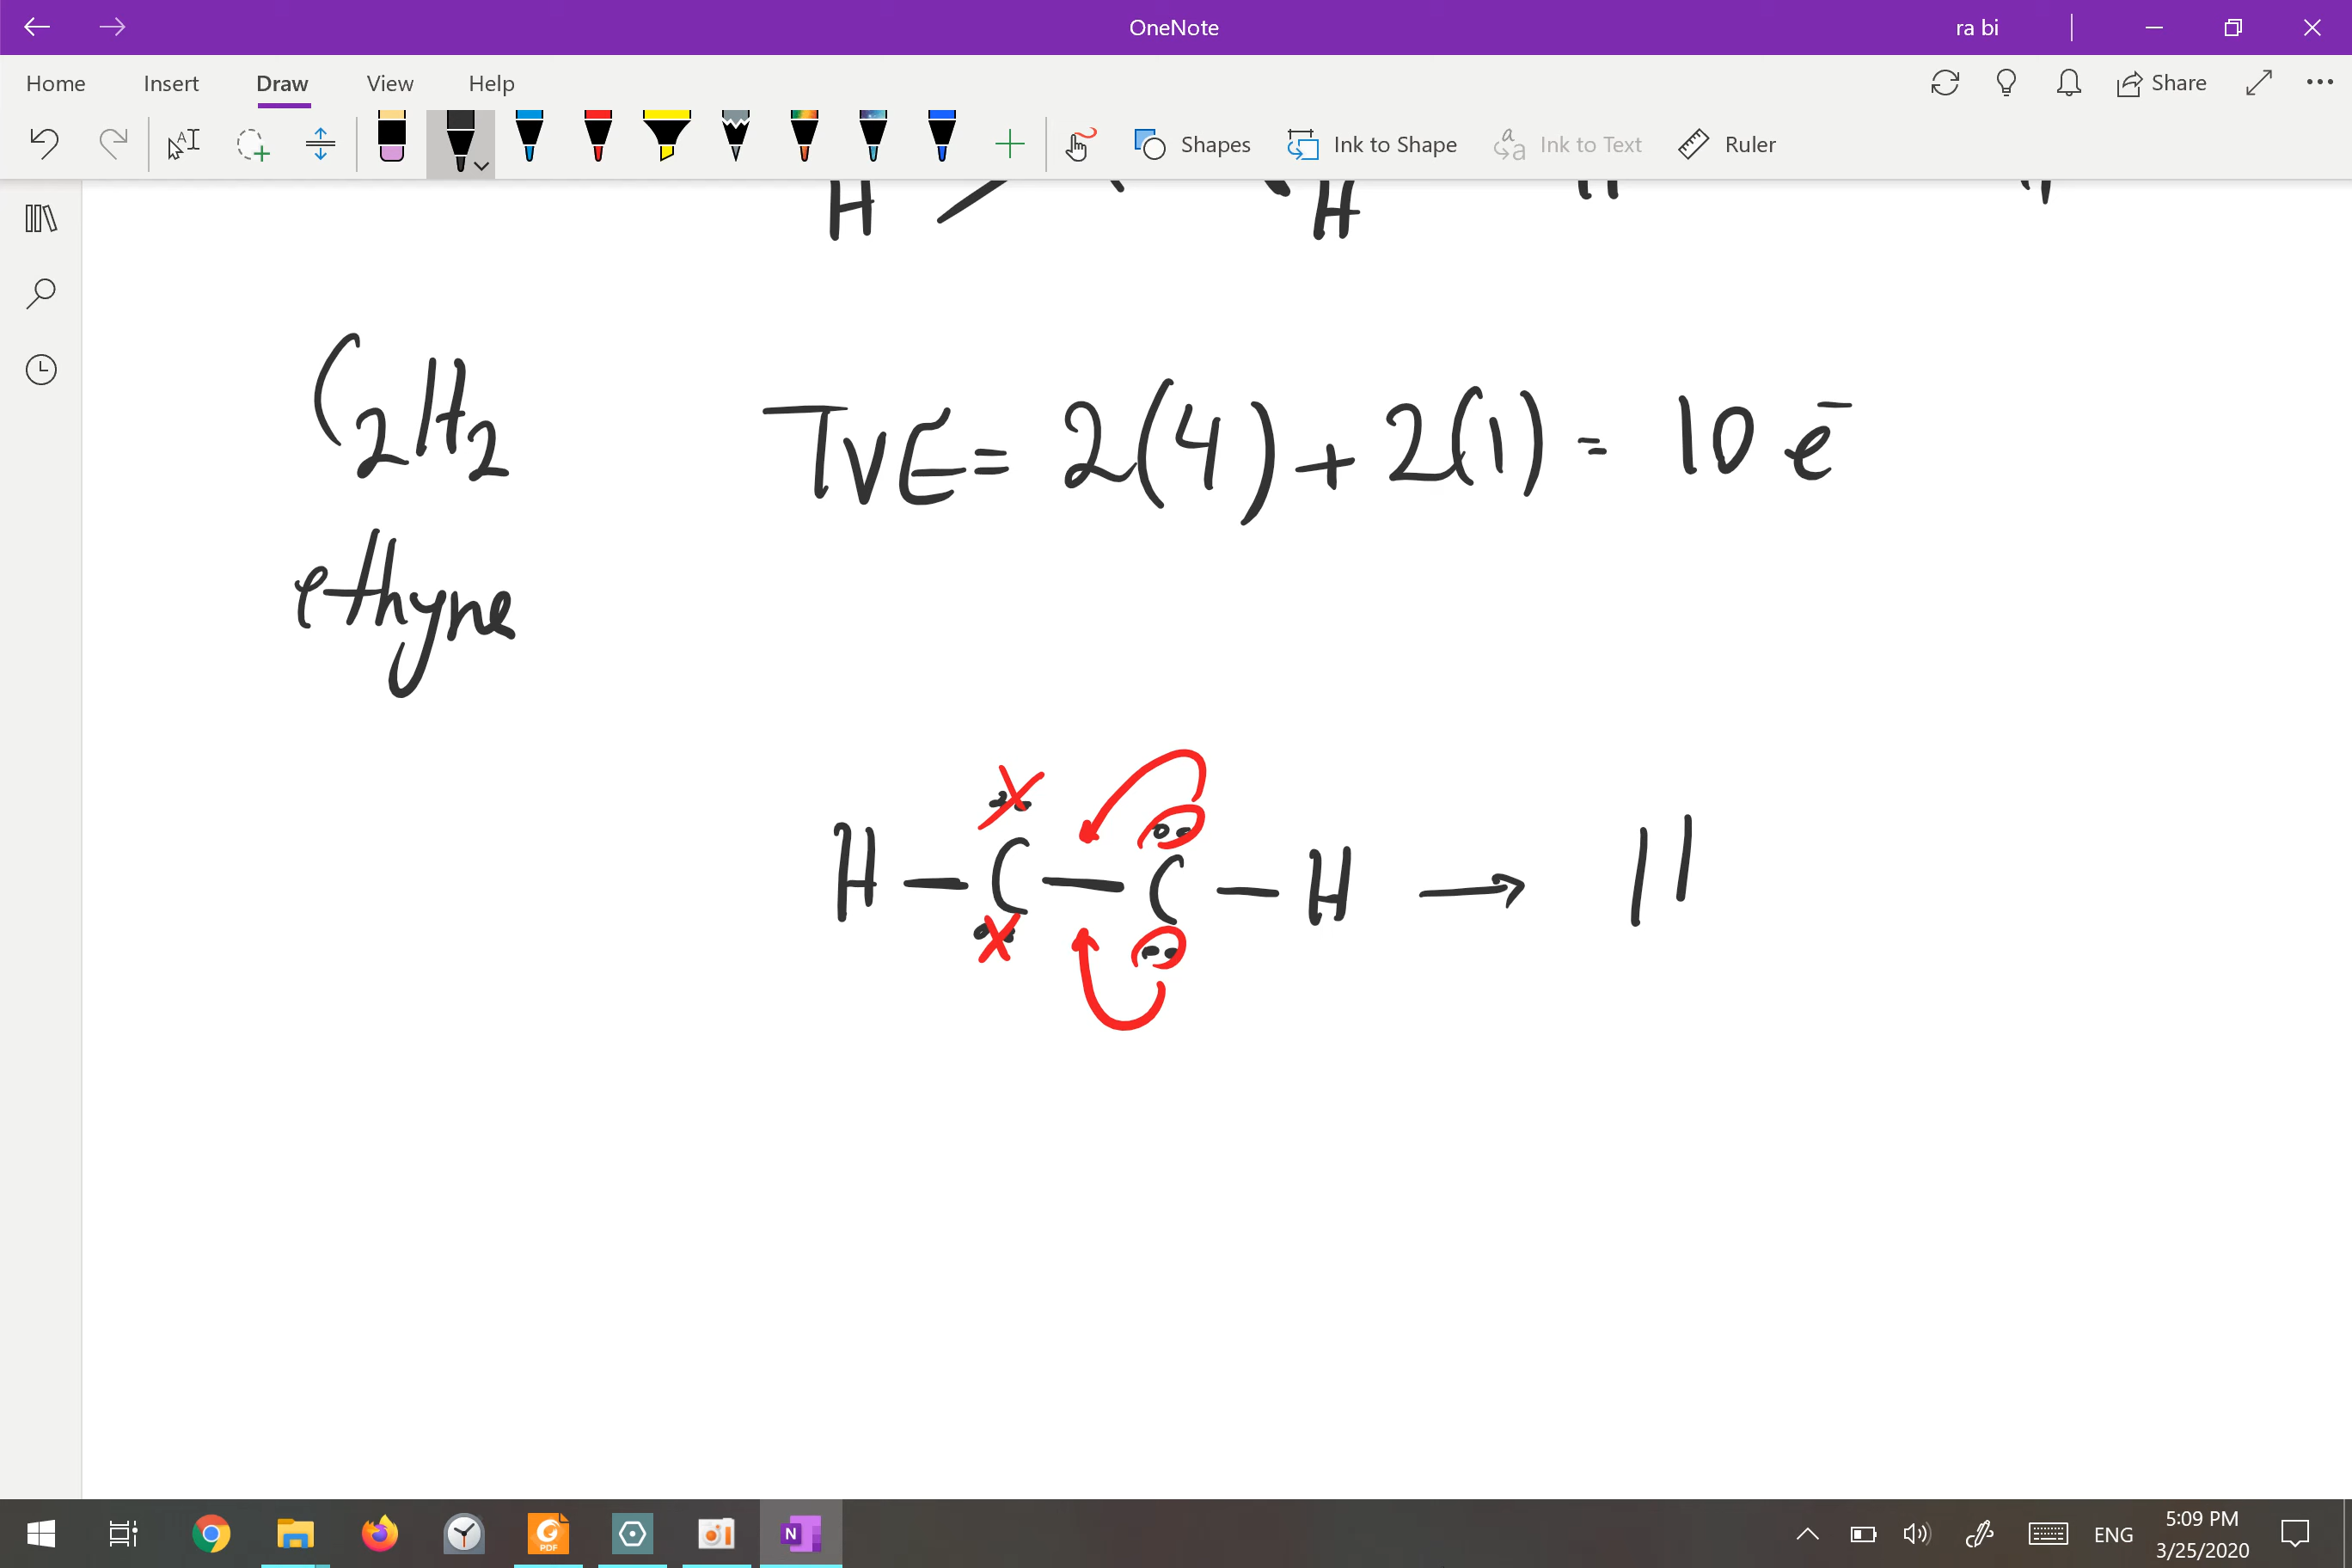 OneNote
ra bi
Home Insert Draw View Help
Share
Shapes Ink to Shape Ink to Text Ruler
H H
C2H2 TVE = 2(4) + 2(1) = 10 e⁻
ethyne
H — C — C — H →
PDF
N
ENG
5:09 PM
3/25/2020